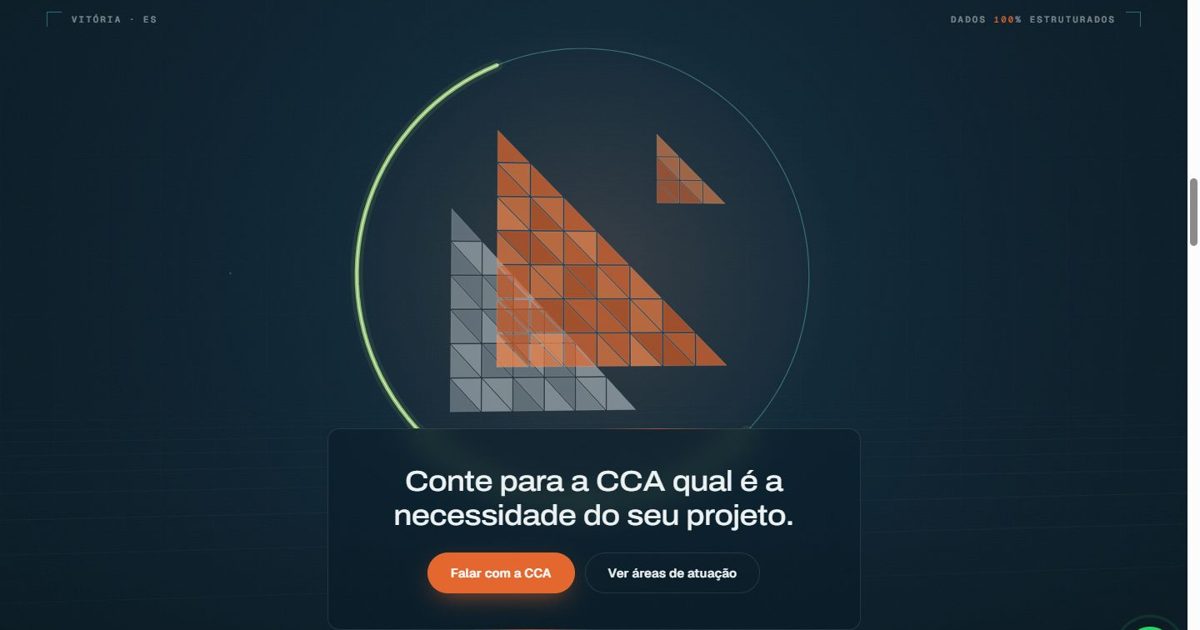 VITÓRIA · ES
DADOS 100% ESTRUTURADOS
Conte para a CCA qual é a
necessidade do seu projeto.
Falar com a CCA
Ver áreas de atuação